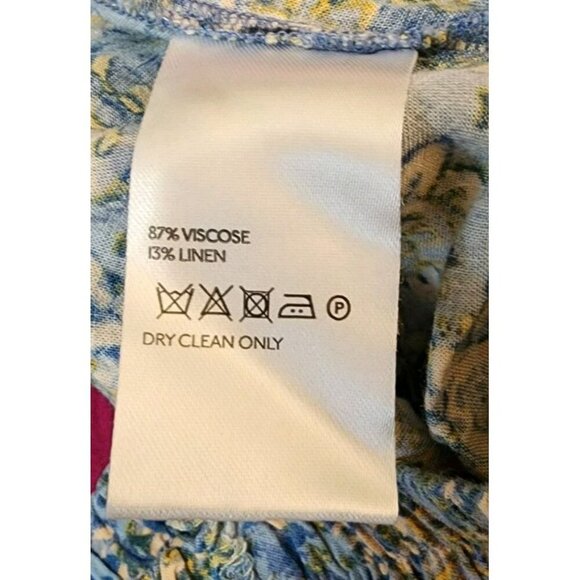 87% VISCOSE
13% LINEN
P
DRY CLEAN ONLY